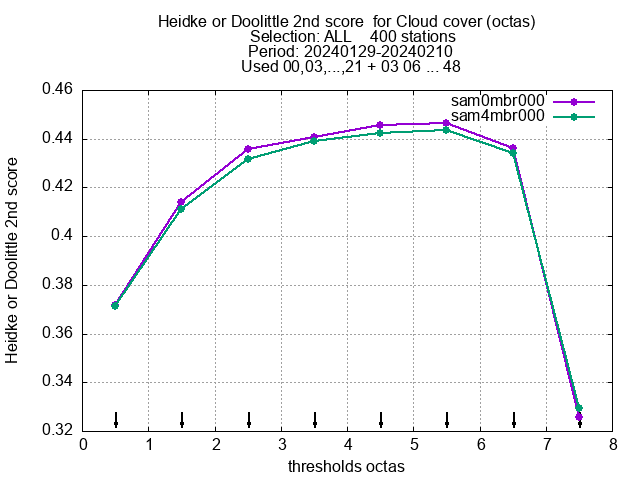 Heidke or Doolittle 2nd score  for Cloud cover (octas)
Selection: ALL    400 stations
Period: 20240129-20240210
Used 00,03,...,21 + 03 06 ... 48
sam0mbr000
sam4mbr000
Heidke or Doolittle 2nd score
0.46
0.44
0.42
0.4
0.38
0.36
0.34
0.32
0 1 2 3 4 5 6 7 8
thresholds octas